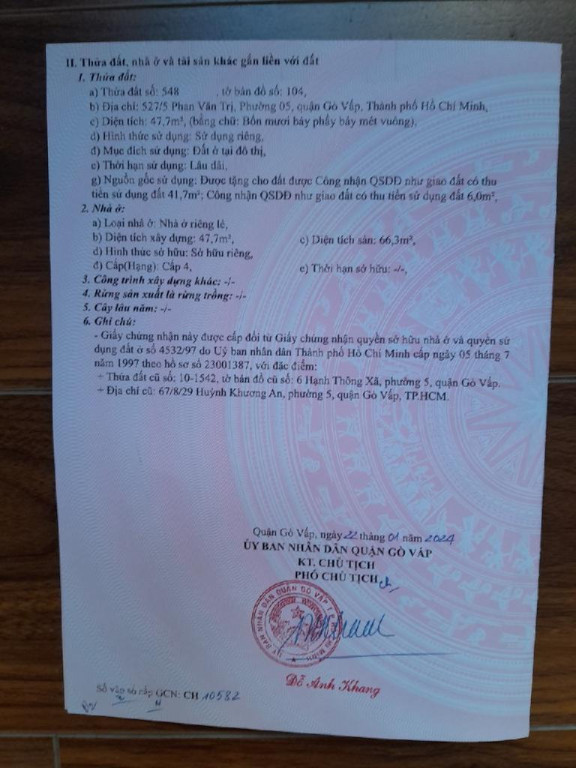 II. Thửa đất, nhà ở và tài sản khác gắn liền với đất
1. Thửa đất:
a) Thửa đất số: 548 , tờ bản đồ số: 104,
b) Địa chỉ: 527/5 Phan Văn Trị, Phường 05, quận Gò Vấp, Thành phố Hồ Chí Minh,
c) Diện tích: 47,7m², (bằng chữ: Bốn mươi bảy phẩy bảy mét vuông),
d) Hình thức sử dụng: Sử dụng riêng,
đ) Mục đích sử dụng: Đất ở tại đô thị,
e) Thời hạn sử dụng: Lâu dài,
g) Nguồn gốc sử dụng: Được tặng cho đất được Công nhận QSDĐ như giao đất có thu
tiền sử dụng đất 41,7m²; Công nhận QSDĐ như giao đất có thu tiền sử dụng đất 6,0m²,
2. Nhà ở:
a) Loại nhà ở: Nhà ở riêng lẻ,
b) Diện tích xây dựng: 47,7m², c) Diện tích sàn: 66,3m²,
d) Hình thức sở hữu: Sở hữu riêng,
đ) Cấp(Hạng): Cấp 4, e) Thời hạn sở hữu: -/-,
3. Công trình xây dựng khác: -/-
4. Rừng sản xuất là rừng trồng: -/-
5. Cây lâu năm: -/-
6. Ghi chú:
- Giấy chứng nhận này được cấp đổi từ Giấy chứng nhận quyền sở hữu nhà ở và quyền sử
dụng đất ở số 4532/97 do Uỷ ban nhân dân Thành phố Hồ Chí Minh cấp ngày 05 tháng 7
năm 1997 theo hồ sơ số 23001387, với đặc điểm:
+ Thửa đất cũ số: 10-1542, tờ bản đồ cũ số: 6 Hạnh Thông Xã, phường 5, quận Gò Vấp.
+ Địa chỉ cũ: 67/8/29 Huỳnh Khương An, phường 5, quận Gò Vấp, TP.HCM.
Quận Gò Vấp, ngày 22 tháng 01 năm 2024
ỦY BAN NHÂN DÂN QUẬN GÒ VẤP
KT. CHỦ TỊCH
PHÓ CHỦ TỊCH
Đỗ Anh Khang
Số vào sổ cấp GCN: CH 10582